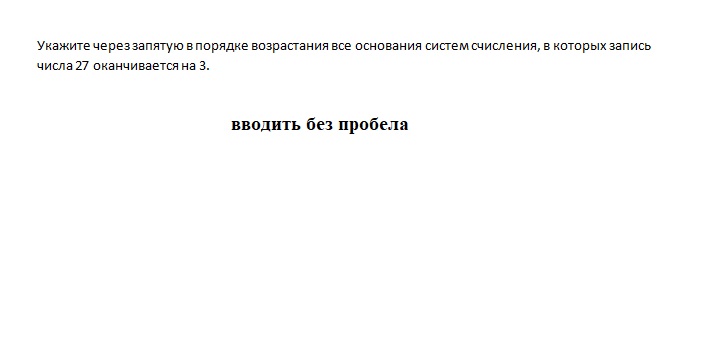 Укажите через запятую в порядке возрастания все основания систем счисления, в которых запись
числа 27 оканчивается на 3.
вводить без пробела